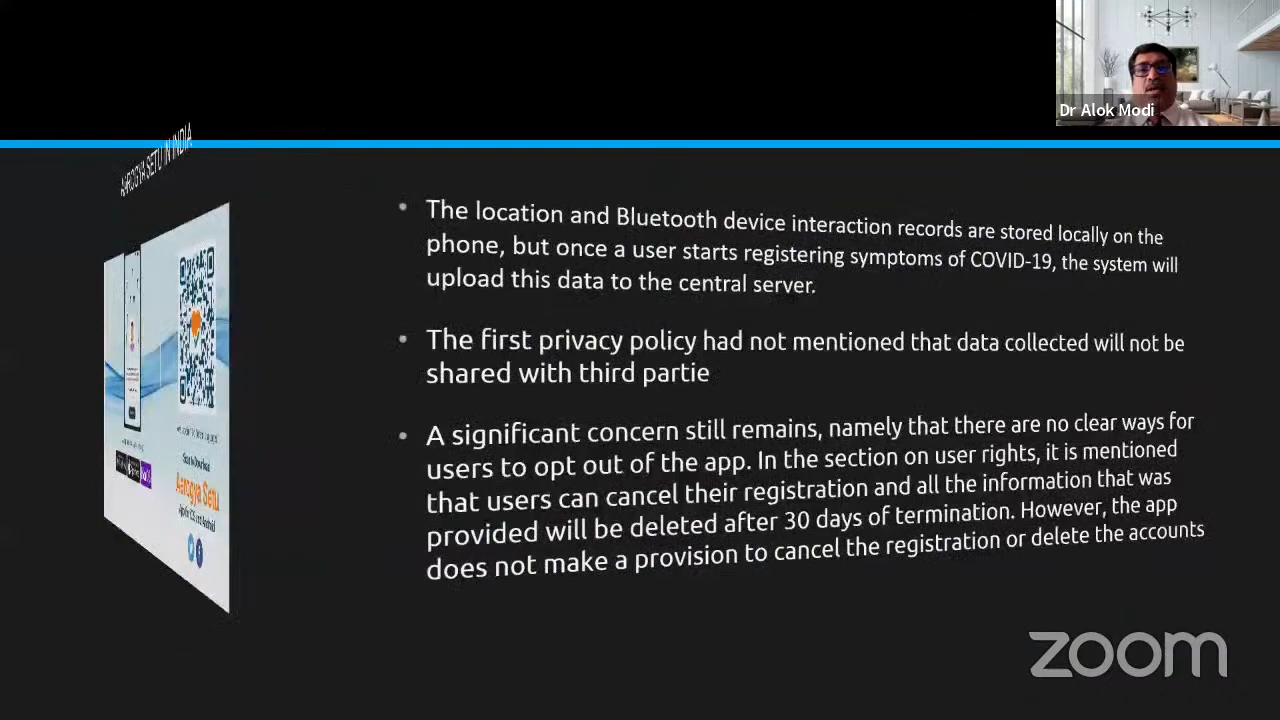 Dr Alok Modi
AAROGYA SETU IN INDIA
• The location and Bluetooth device interaction records are stored locally on the
phone, but once a user starts registering symptoms of COVID-19, the system will
upload this data to the central server.
• The first privacy policy had not mentioned that data collected will not be
shared with third partie
• A significant concern still remains, namely that there are no clear ways for
users to opt out of the app. In the section on user rights, it is mentioned
that users can cancel their registration and all the information that was
provided will be deleted after 30 days of termination. However, the app
does not make a provision to cancel the registration or delete the accounts
Aarogya Setu
zoom